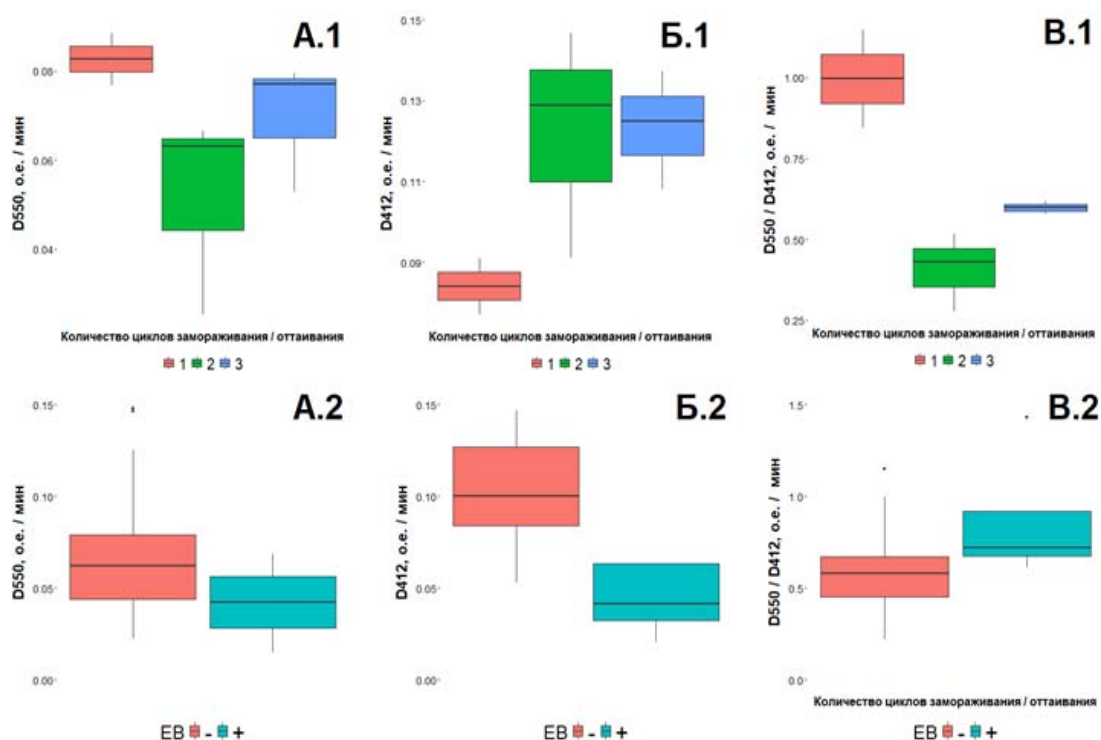 А.1
D550, о.е. / мин
0.08
0.06
0.04
Количество циклов замораживания / оттаивания
1 2 3
Б.1
D412, о.е. / мин
0.15
0.13
0.11
0.09
Количество циклов замораживания / оттаивания
1 2 3
В.1
D550 / D412, о.е. / мин
1.00
0.75
0.50
0.25
Количество циклов замораживания / оттаивания
1 2 3
А.2
D550, о.е. / мин
0.15
0.10
0.05
0.00
EB - +
Б.2
D412, о.е. / мин
0.15
0.10
0.05
0.00
EB - +
В.2
D550 / D412, о.е. / мин
1.5
1.0
0.5
0.0
Количество циклов замораживания / оттаивания
EB - +